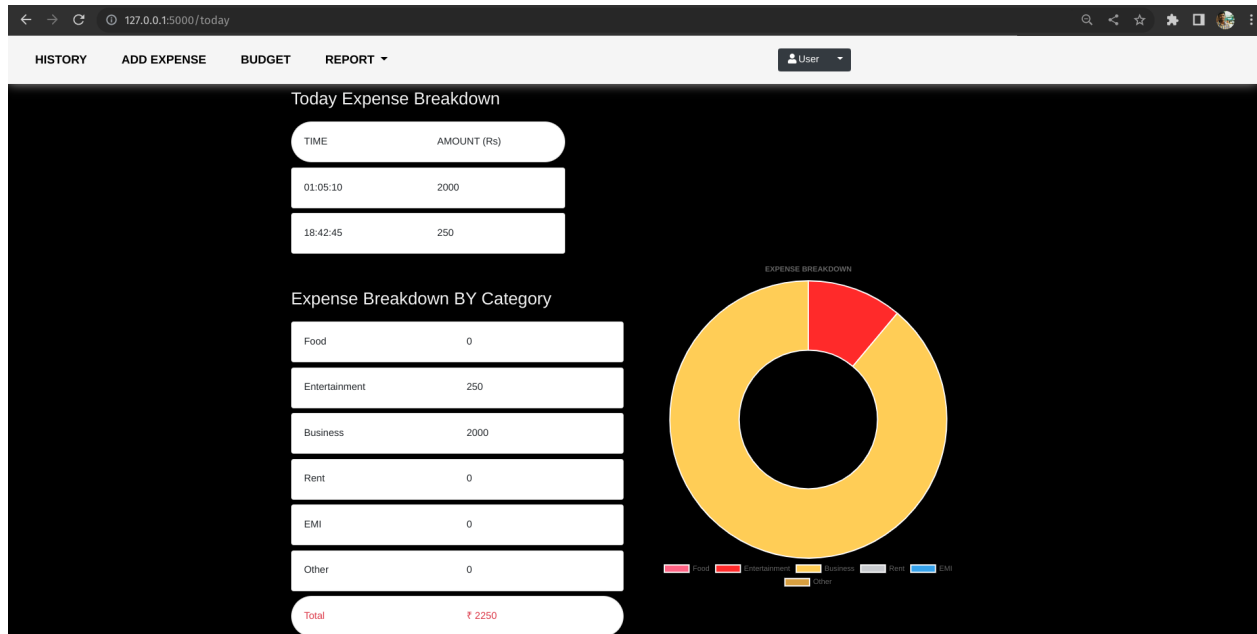 127.0.0.1:5000/today
HISTORY ADD EXPENSE BUDGET REPORT User
Today Expense Breakdown
TIME AMOUNT (Rs)
01:05:10 2000
18:42:45 250
Expense Breakdown BY Category
Food 0
Entertainment 250
Business 2000
Rent 0
EMI 0
Other 0
Total ₹ 2250
EXPENSE BREAKDOWN
Food Entertainment Business Rent EMI
Other